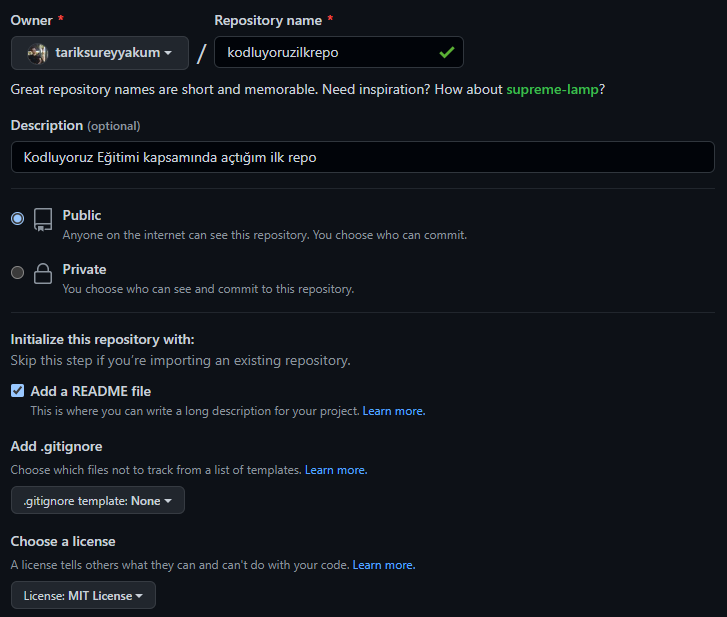 Owner *
Repository name *
tariksureyyakum / kodluyoruzilkrepo
Great repository names are short and memorable. Need inspiration? How about supreme-lamp?
Description (optional)
Kodluyoruz Eğitimi kapsamında açtığım ilk repo
Public
Anyone on the internet can see this repository. You choose who can commit.
Private
You choose who can see and commit to this repository.
Initialize this repository with:
Skip this step if you're importing an existing repository.
Add a README file
This is where you can write a long description for your project. Learn more.
Add .gitignore
Choose which files not to track from a list of templates. Learn more.
.gitignore template: None
Choose a license
A license tells others what they can and can't do with your code. Learn more.
License: MIT License